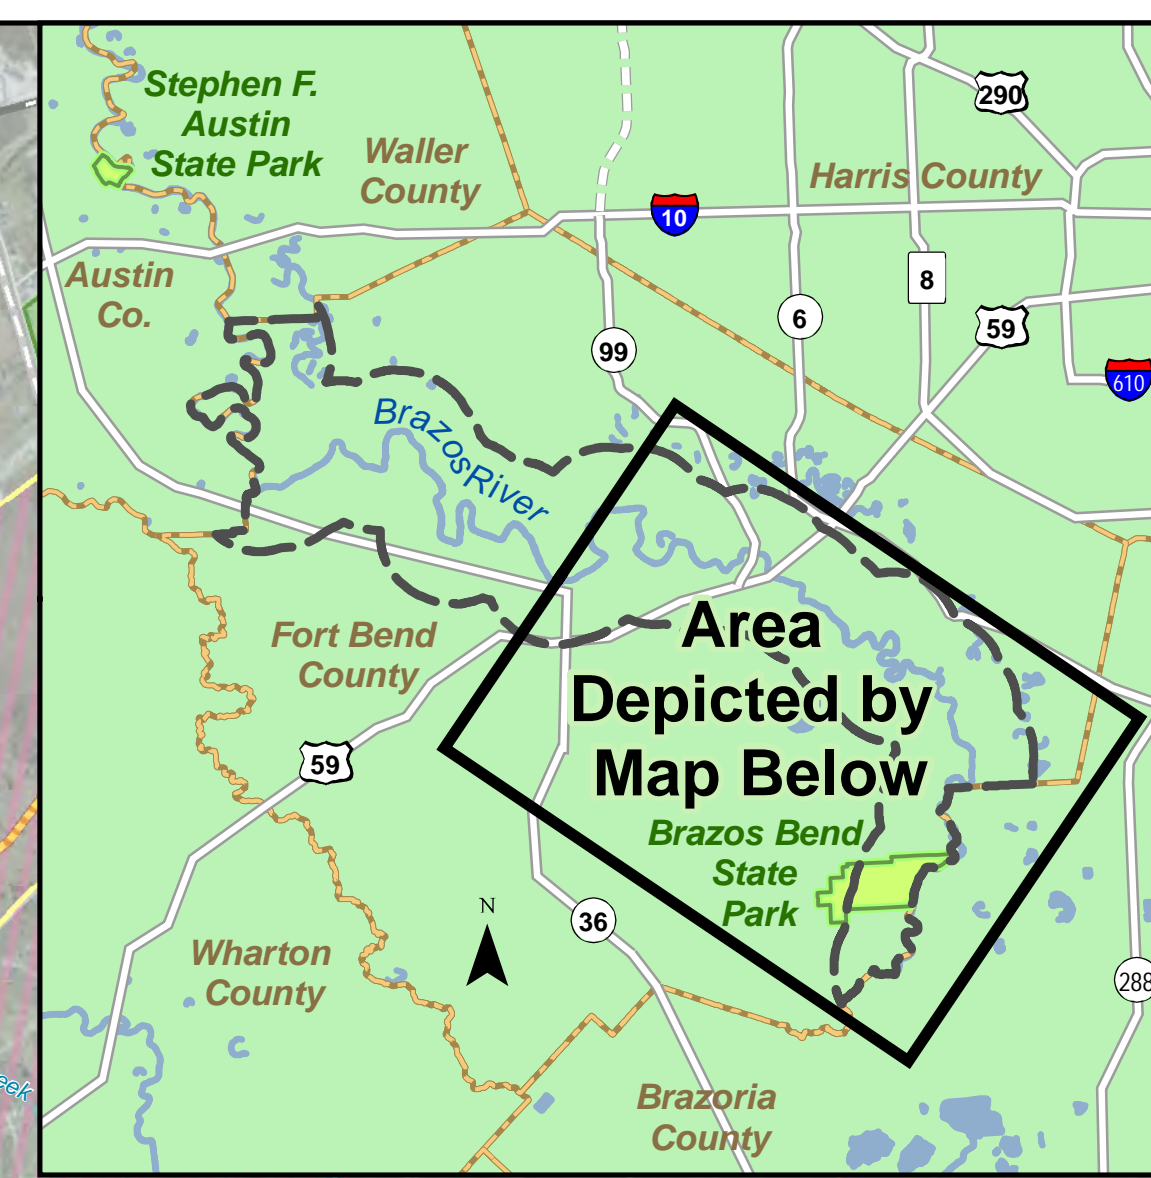 Stephen F.
Austin
State Park
Waller
County
290
Harris County
10
Austin
Co.
8
6
59
99
610
Brazos River
Area
Depicted by
Map Below
Fort Bend
County
59
Brazos Bend
State
Park
N
36
Wharton
County
288
eek
Brazoria
County